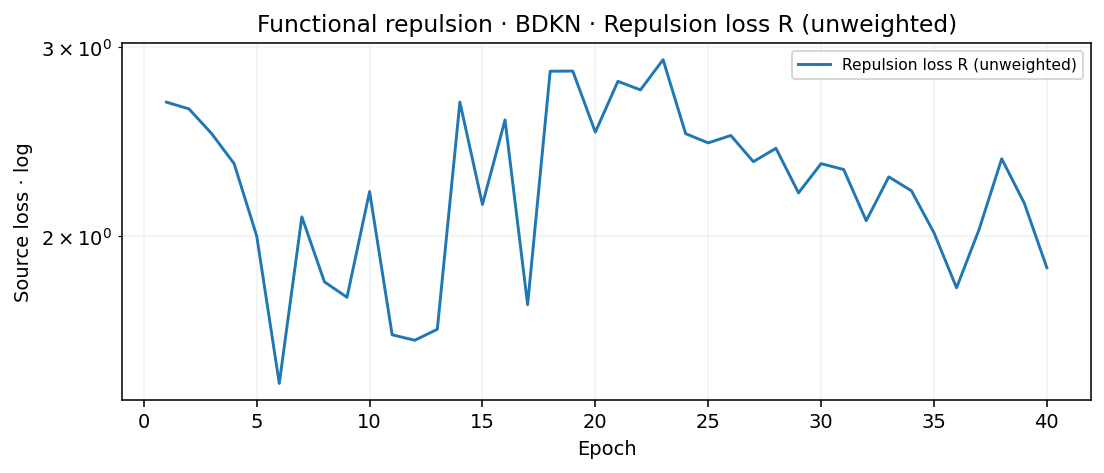 Functional repulsion · BDKN · Repulsion loss R (unweighted)
Repulsion loss R (unweighted)
Source loss · log
3 × 10⁰
2 × 10⁰
0 5 10 15 20 25 30 35 40
Epoch